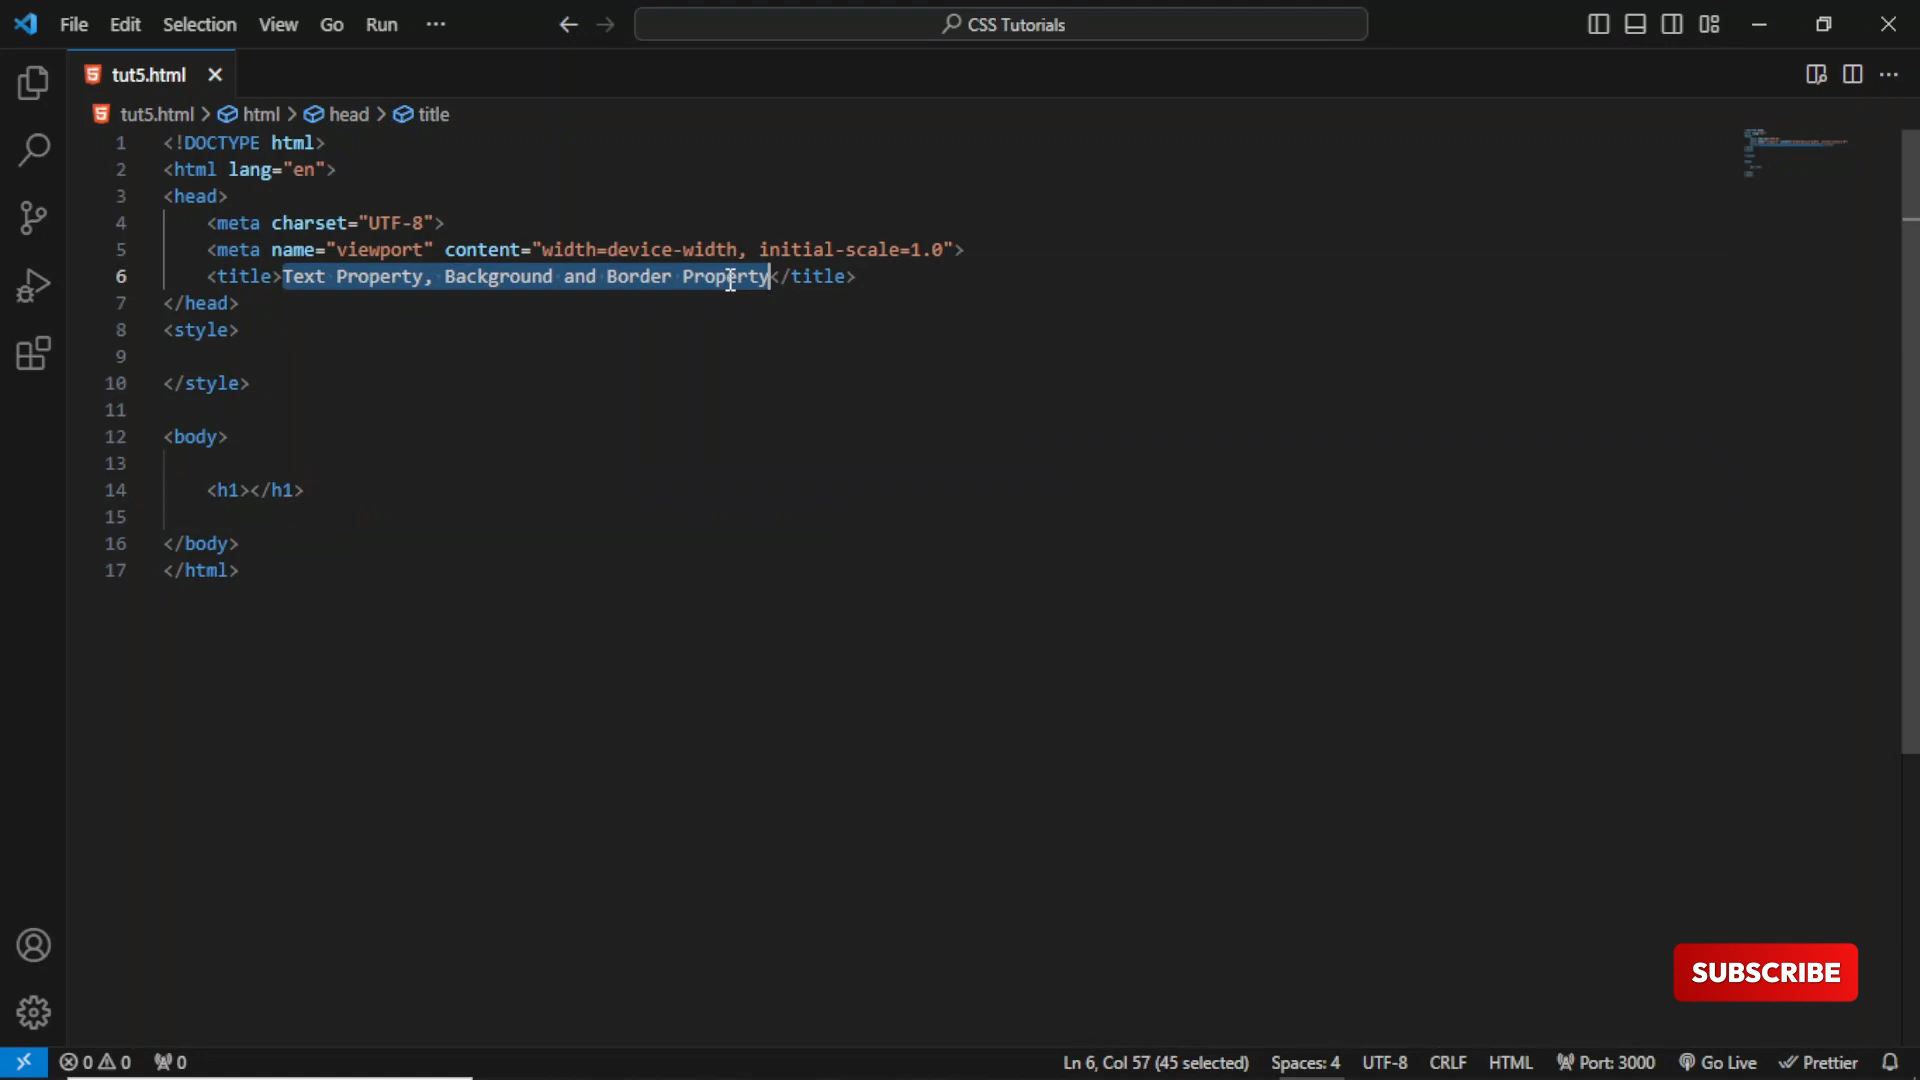 File Edit Selection View Go Run ··· CSS Tutorials
tut5.html
tut5.html > html > head > title
1 <!DOCTYPE html>
2 <html lang="en">
3 <head>
4 <meta charset="UTF-8">
5 <meta name="viewport" content="width=device-width, initial-scale=1.0">
6 <title>Text Property, Background and Border Property</title>
7 </head>
8 <style>
9
10 </style>
11
12 <body>
13
14 <h1></h1>
15
16 </body>
17 </html>
SUBSCRIBE
0 0 0 Ln 6, Col 57 (45 selected) Spaces: 4 UTF-8 CRLF HTML Port: 3000 Go Live Prettier